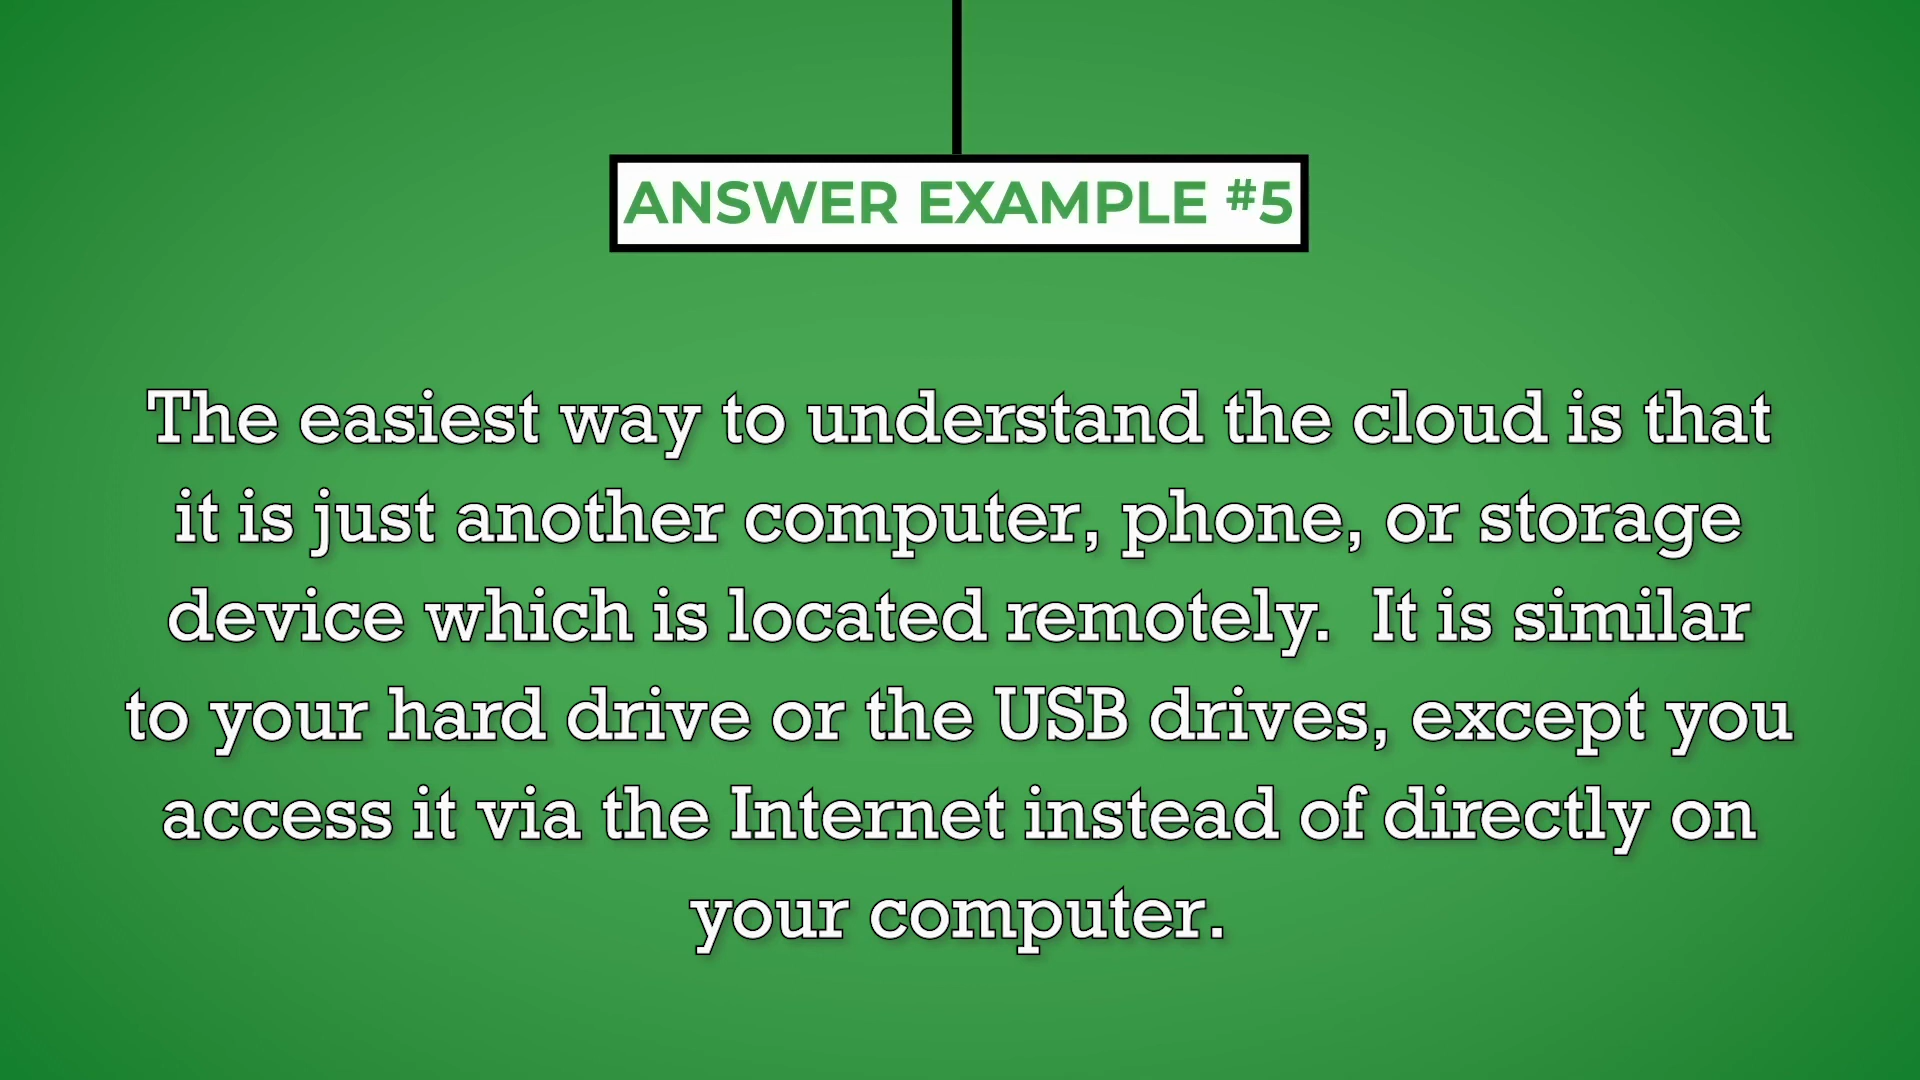 ANSWER EXAMPLE #5
The easiest way to understand the cloud is that
it is just another computer, phone, or storage
device which is located remotely.  It is similar
to your hard drive or the USB drives, except you
access it via the Internet instead of directly on
your computer.